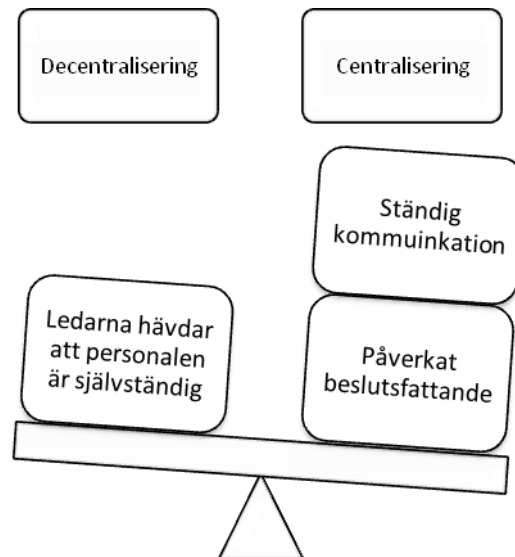 Decentralisering
Centralisering
Ständig
kommuinkation
Ledarna hävdar
att personalen
är självständig
Påverkat
beslutsfattande